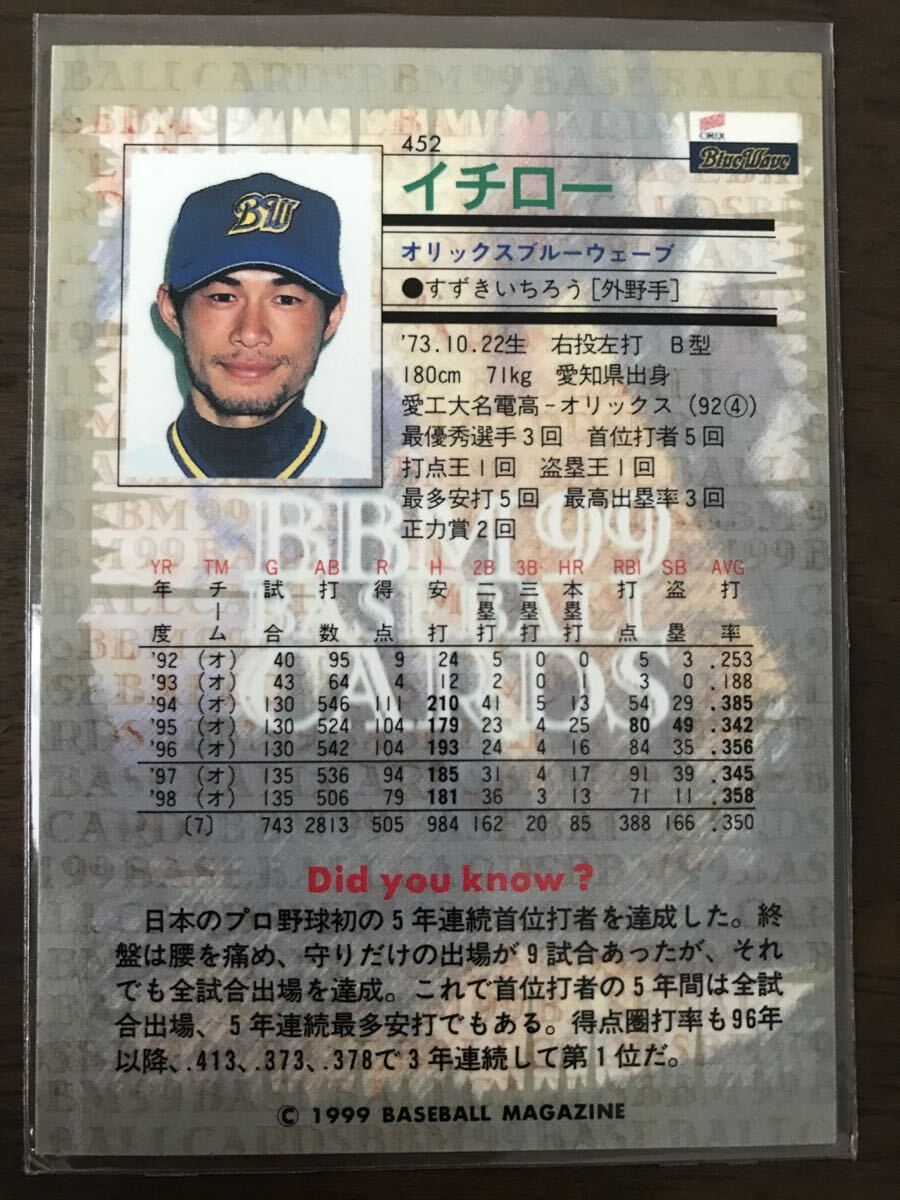 452
イチロー
ORIX
BlueWave
BW
オリックスブルーウェーブ
●すずきいちろう［外野手］
'73.10.22生 右投左打 B型
180cm 71kg 愛知県出身
愛工大名電高－オリックス（92④）
最優秀選手3回 首位打者5回
打点王1回 盗塁王1回
最多安打5回 最高出塁率3回
正力賞2回
BBM99
BASEBALL
CARDS
YR TM G AB R H 2B 3B HR RBI SB AVG
年度 チーム 試合 打数 得点 安打 二塁打 三塁打 本塁打 打点 盗塁 打率
'92 (オ) 40 95 9 24 5 0 0 5 3 .253
'93 (オ) 43 64 4 12 2 0 1 3 0 .188
'94 (オ) 130 546 111 210 41 5 13 54 29 .385
'95 (オ) 130 524 104 179 23 4 25 80 49 .342
'96 (オ) 130 542 104 193 24 4 16 84 35 .356
'97 (オ) 135 536 94 185 31 4 17 91 39 .345
'98 (オ) 135 506 79 181 36 3 13 71 11 .358
〔7〕 743 2813 505 984 162 20 85 388 166 .350
Did you know?
日本のプロ野球初の5年連続首位打者を達成した。終
盤は腰を痛め、守りだけの出場が9試合あったが、それ
でも全試合出場を達成。これで首位打者の5年間は全試
合出場、5年連続最多安打でもある。得点圏打率も96年
以降、.413、.373、.378で3年連続して第1位だ。
© 1999 BASEBALL MAGAZINE